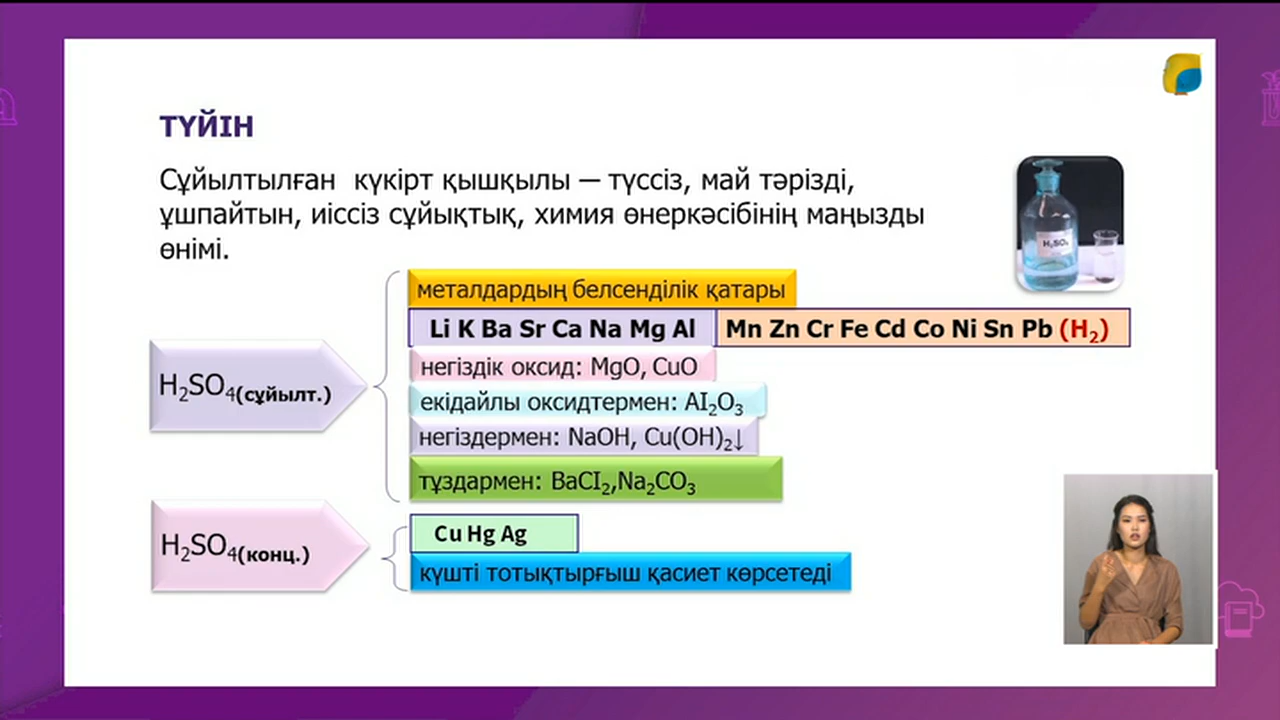 ТҮЙІН
Сұйылтылған күкірт қышқылы — түссіз, май тәрізді,
ұшпайтын, иіссіз сұйықтық, химия өнеркәсібінің маңызды
өнімі.
H₂SO₄
металдардың белсенділік қатары
Li K Ba Sr Ca Na Mg Al Mn Zn Cr Fe Cd Co Ni Sn Pb (H₂)
H₂SO₄(сұйылт.)
негіздік оксид: MgO, CuO
екідайлы оксидтермен: AI₂O₃
негіздермен: NaOH, Cu(OH)₂↓
тұздармен: BaCI₂,Na₂CO₃
H₂SO₄(конц.)
Cu Hg Ag
күшті тотықтырғыш қасиет көрсетеді